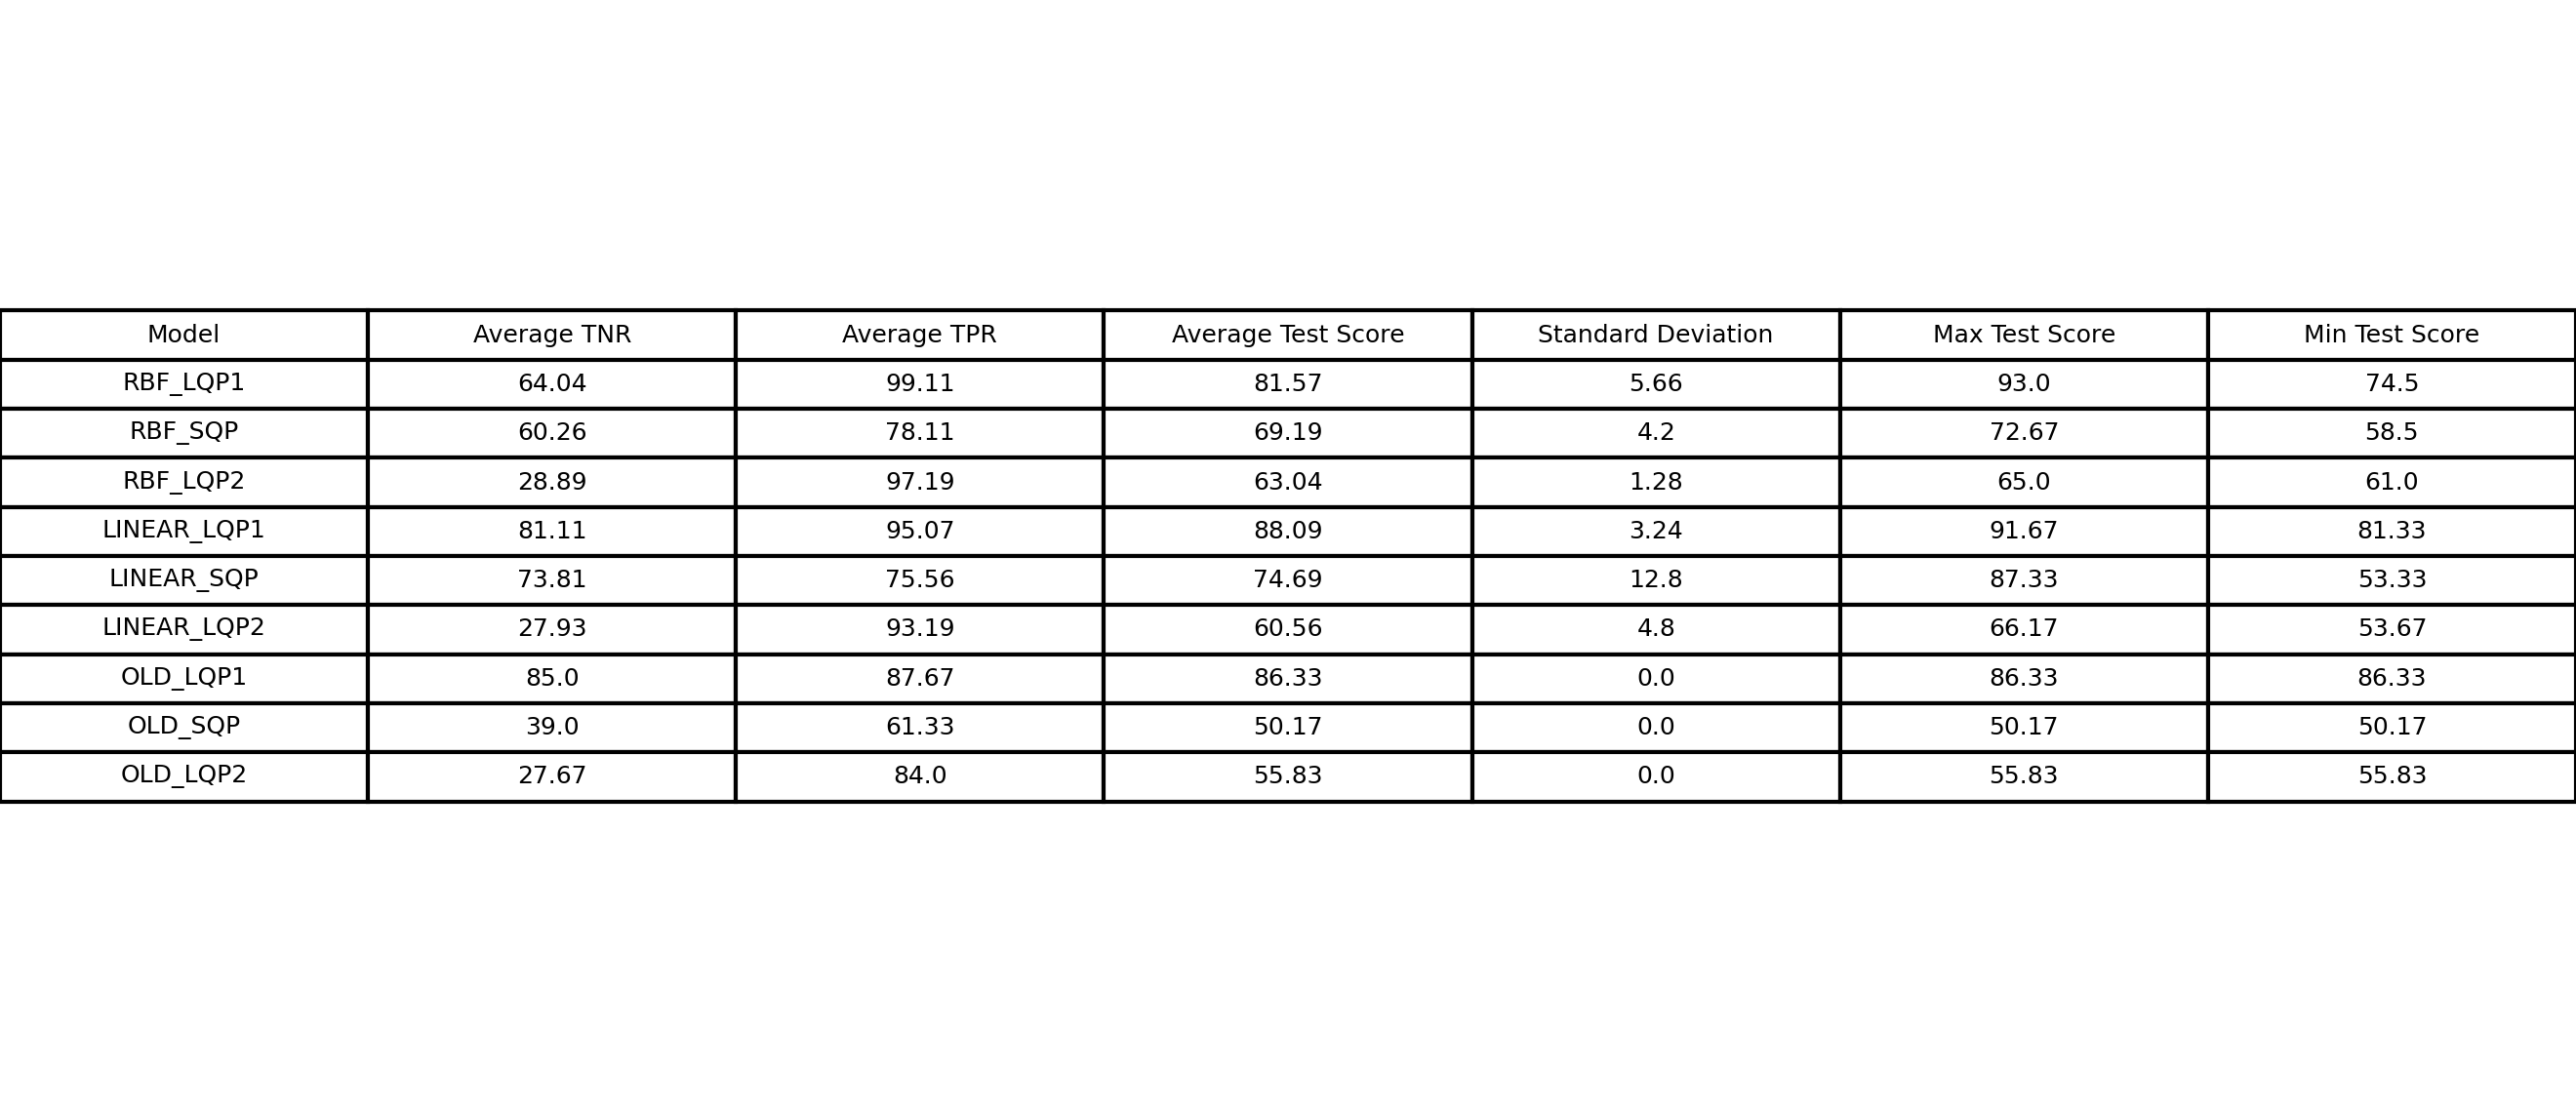 Model Average TNR Average TPR Average Test Score Standard Deviation Max Test Score Min Test Score
RBF_LQP1 64.04 99.11 81.57 5.66 93.0 74.5
RBF_SQP 60.26 78.11 69.19 4.2 72.67 58.5
RBF_LQP2 28.89 97.19 63.04 1.28 65.0 61.0
LINEAR_LQP1 81.11 95.07 88.09 3.24 91.67 81.33
LINEAR_SQP 73.81 75.56 74.69 12.8 87.33 53.33
LINEAR_LQP2 27.93 93.19 60.56 4.8 66.17 53.67
OLD_LQP1 85.0 87.67 86.33 0.0 86.33 86.33
OLD_SQP 39.0 61.33 50.17 0.0 50.17 50.17
OLD_LQP2 27.67 84.0 55.83 0.0 55.83 55.83